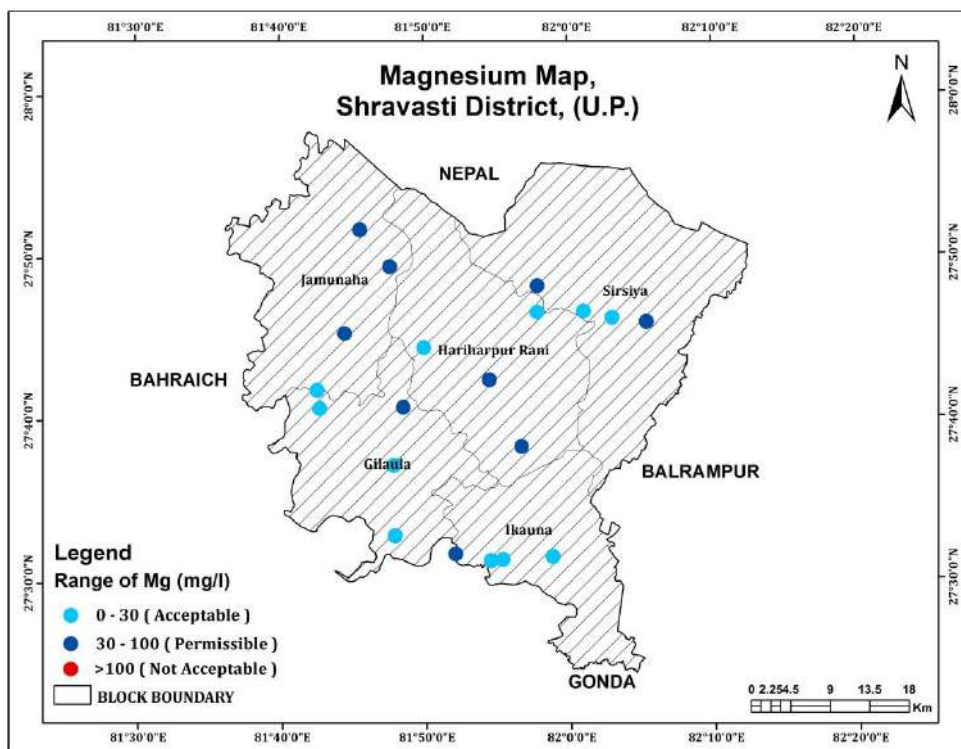 81°30'0"E 81°40'0"E 81°50'0"E 82°0'0"E 82°10'0"E 82°20'0"E
Magnesium Map,
Shravasti District, (U.P.)
N
28°0'0"N
28°0'0"N
NEPAL
27°50'0"N
27°50'0"N
Jamunaha
Sirsiya
Hariharpur Rani
BAHRAICH
27°40'0"N
27°40'0"N
Gilaula
BALRAMPUR
Ikauna
27°30'0"N
27°30'0"N
Legend
Range of Mg (mg/l)
0 - 30 ( Acceptable )
30 - 100 ( Permissible )
>100 ( Not Acceptable )
BLOCK BOUNDARY
GONDA
0 2.254.5 9 13.5 18
Km
81°30'0"E 81°40'0"E 81°50'0"E 82°0'0"E 82°10'0"E 82°20'0"E